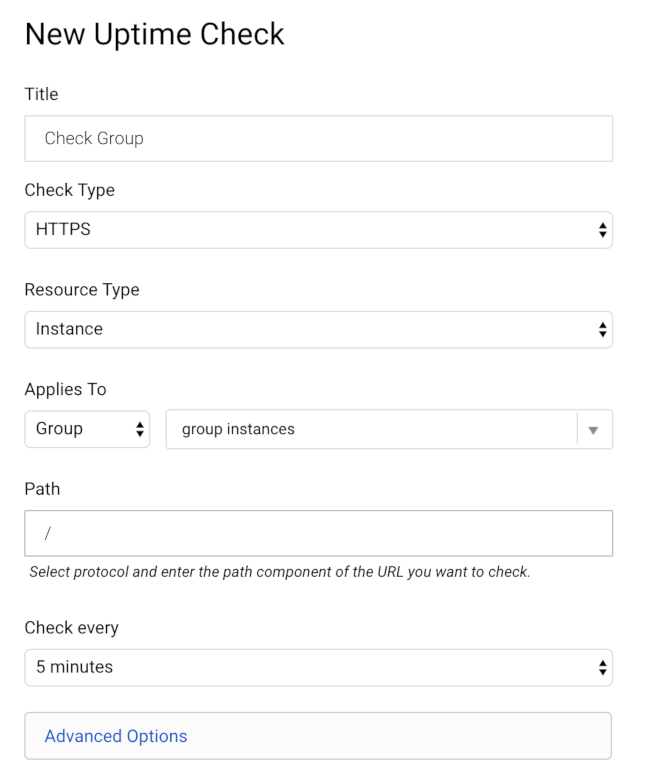 New Uptime Check
Title
Check Group
Check Type
HTTPS
Resource Type
Instance
Applies To
Group
group instances
Path
/
Select protocol and enter the path component of the URL you want to check.
Check every
5 minutes
Advanced Options